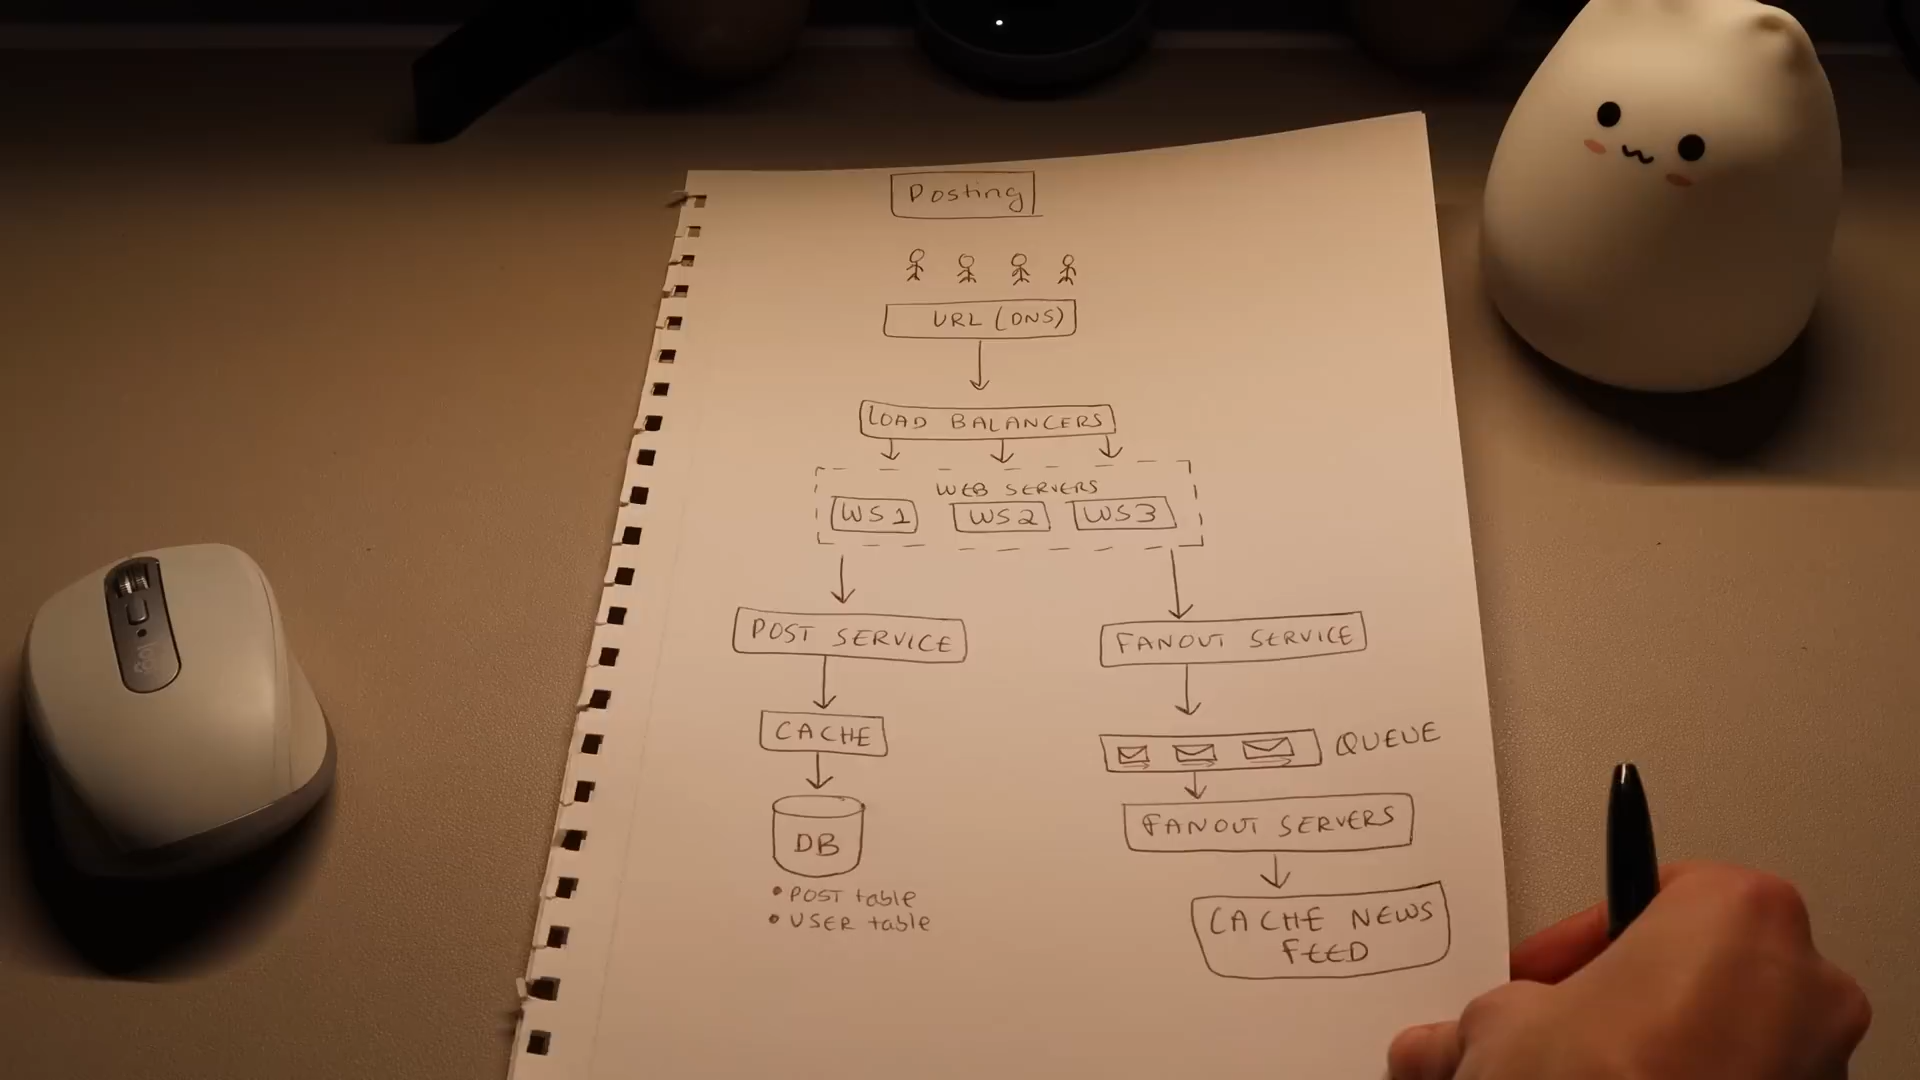 Posting
URL (DNS)
LOAD BALANCERS
WEB SERVERS
WS1 WS2 WS3
POST SERVICE
CACHE
DB
• POST table
• USER table
FANOUT SERVICE
QUEUE
FANOUT SERVERS
CACHE NEWS
FEED
logi